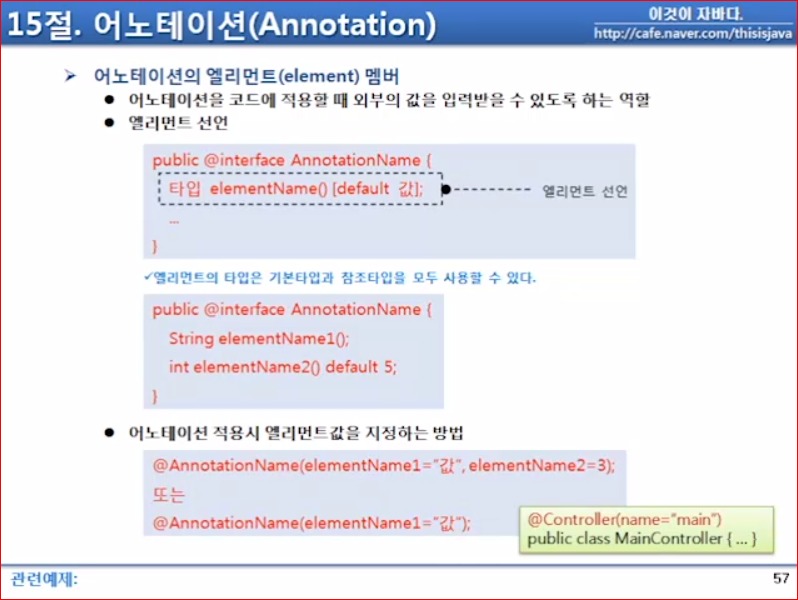 15절. 어노테이션(Annotation)
이것이 자바다.
http://cafe.naver.com/thisisjava
➢ 어노테이션의 엘리먼트(element) 멤버
● 어노테이션을 코드에 적용할 때 외부의 값을 입력받을 수 있도록 하는 역할
● 엘리먼트 선언
public @interface AnnotationName {
타입 elementName() [default 값];
엘리먼트 선언
...
}
✓엘리먼트의 타입은 기본타입과 참조타입을 모두 사용할 수 있다.
public @interface AnnotationName {
String elementName1();
int elementName2() default 5;
}
● 어노테이션 적용시 엘리먼트값을 지정하는 방법
@AnnotationName(elementName1="값", elementName2=3);
또는
@AnnotationName(elementName1="값");
@Controller(name="main")
public class MainController { ... }
관련예제:
57